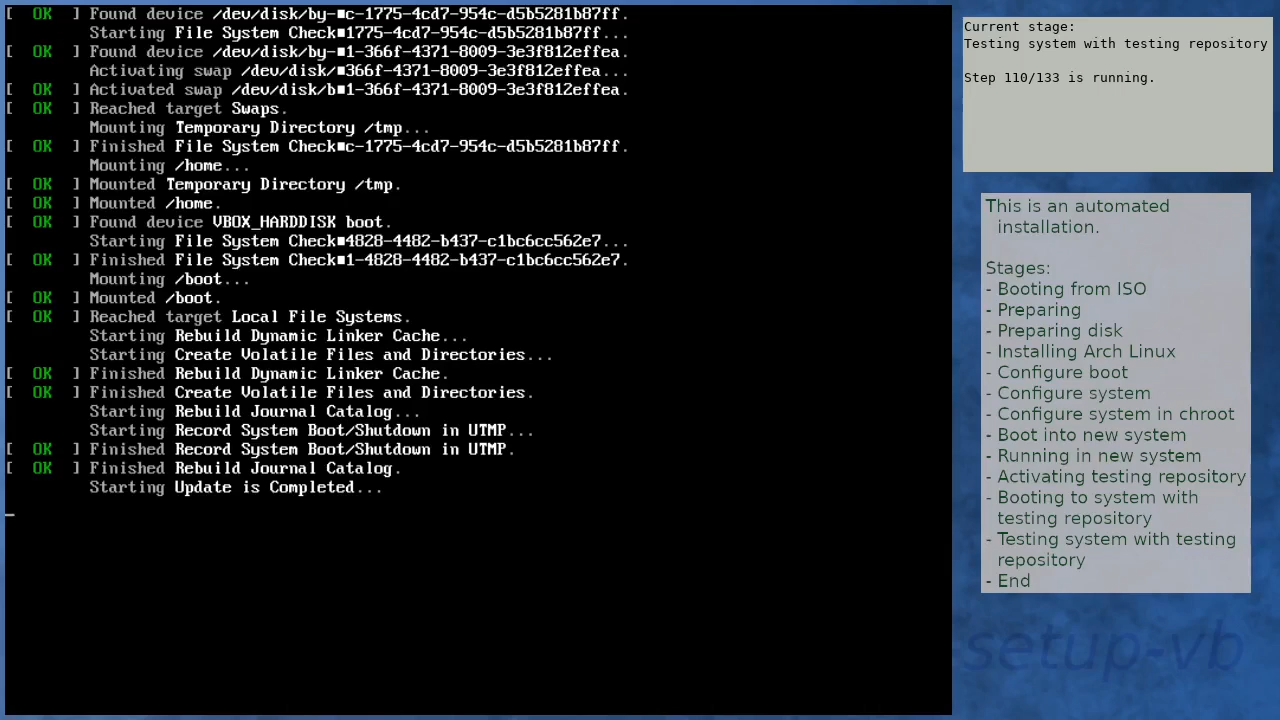 [  OK  ] Found device /dev/disk/by-■c-1775-4cd7-954c-d5b5281b87ff.
Starting File System Check■1775-4cd7-954c-d5b5281b87ff...
[  OK  ] Found device /dev/disk/by-■1-366f-4371-8009-3e3f812effea.
Activating swap /dev/disk/■366f-4371-8009-3e3f812effea...
[  OK  ] Activated swap /dev/disk/b■1-366f-4371-8009-3e3f812effea.
[  OK  ] Reached target Swaps.
Mounting Temporary Directory /tmp...
[  OK  ] Finished File System Check■c-1775-4cd7-954c-d5b5281b87ff.
Mounting /home...
[  OK  ] Mounted Temporary Directory /tmp.
[  OK  ] Mounted /home.
[  OK  ] Found device VBOX_HARDDISK boot.
Starting File System Check■4828-4482-b437-c1bc6cc562e7...
[  OK  ] Finished File System Check■1-4828-4482-b437-c1bc6cc562e7.
Mounting /boot...
[  OK  ] Mounted /boot.
[  OK  ] Reached target Local File Systems.
Starting Rebuild Dynamic Linker Cache...
Starting Create Volatile Files and Directories...
[  OK  ] Finished Rebuild Dynamic Linker Cache.
[  OK  ] Finished Create Volatile Files and Directories.
Starting Rebuild Journal Catalog...
Starting Record System Boot/Shutdown in UTMP...
[  OK  ] Finished Record System Boot/Shutdown in UTMP.
[  OK  ] Finished Rebuild Journal Catalog.
Starting Update is Completed...
Current stage:
Testing system with testing repository
Step 110/133 is running.
This is an automated
installation.
Stages:
- Booting from ISO
- Preparing
- Preparing disk
- Installing Arch Linux
- Configure boot
- Configure system
- Configure system in chroot
- Boot into new system
- Running in new system
- Activating testing repository
- Booting to system with
testing repository
- Testing system with testing
repository
- End
setup-vb